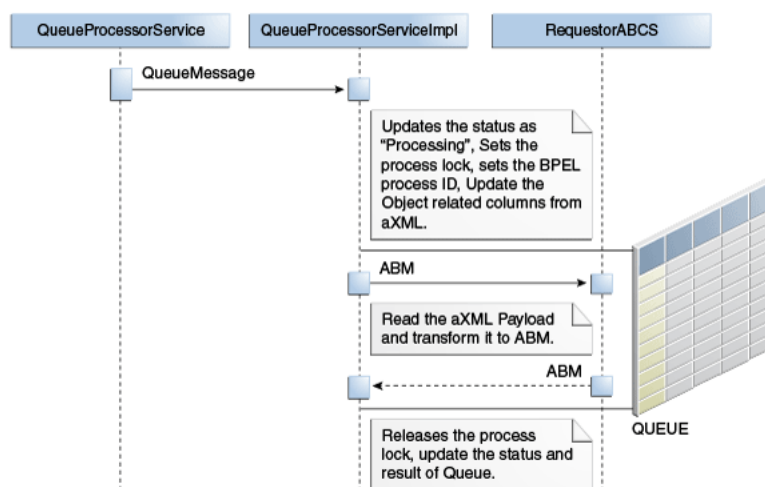 QueueProcessorService
QueueProcessorServiceImpl
RequestorABCS
QueueMessage
Updates the status as
“Processing”, Sets the
process lock, sets the BPEL
process ID, Update the
Object related columns from
aXML.
ABM
Read the aXML Payload
and transform it to ABM.
ABM
QUEUE
Releases the process
lock, update the status and
result of Queue.